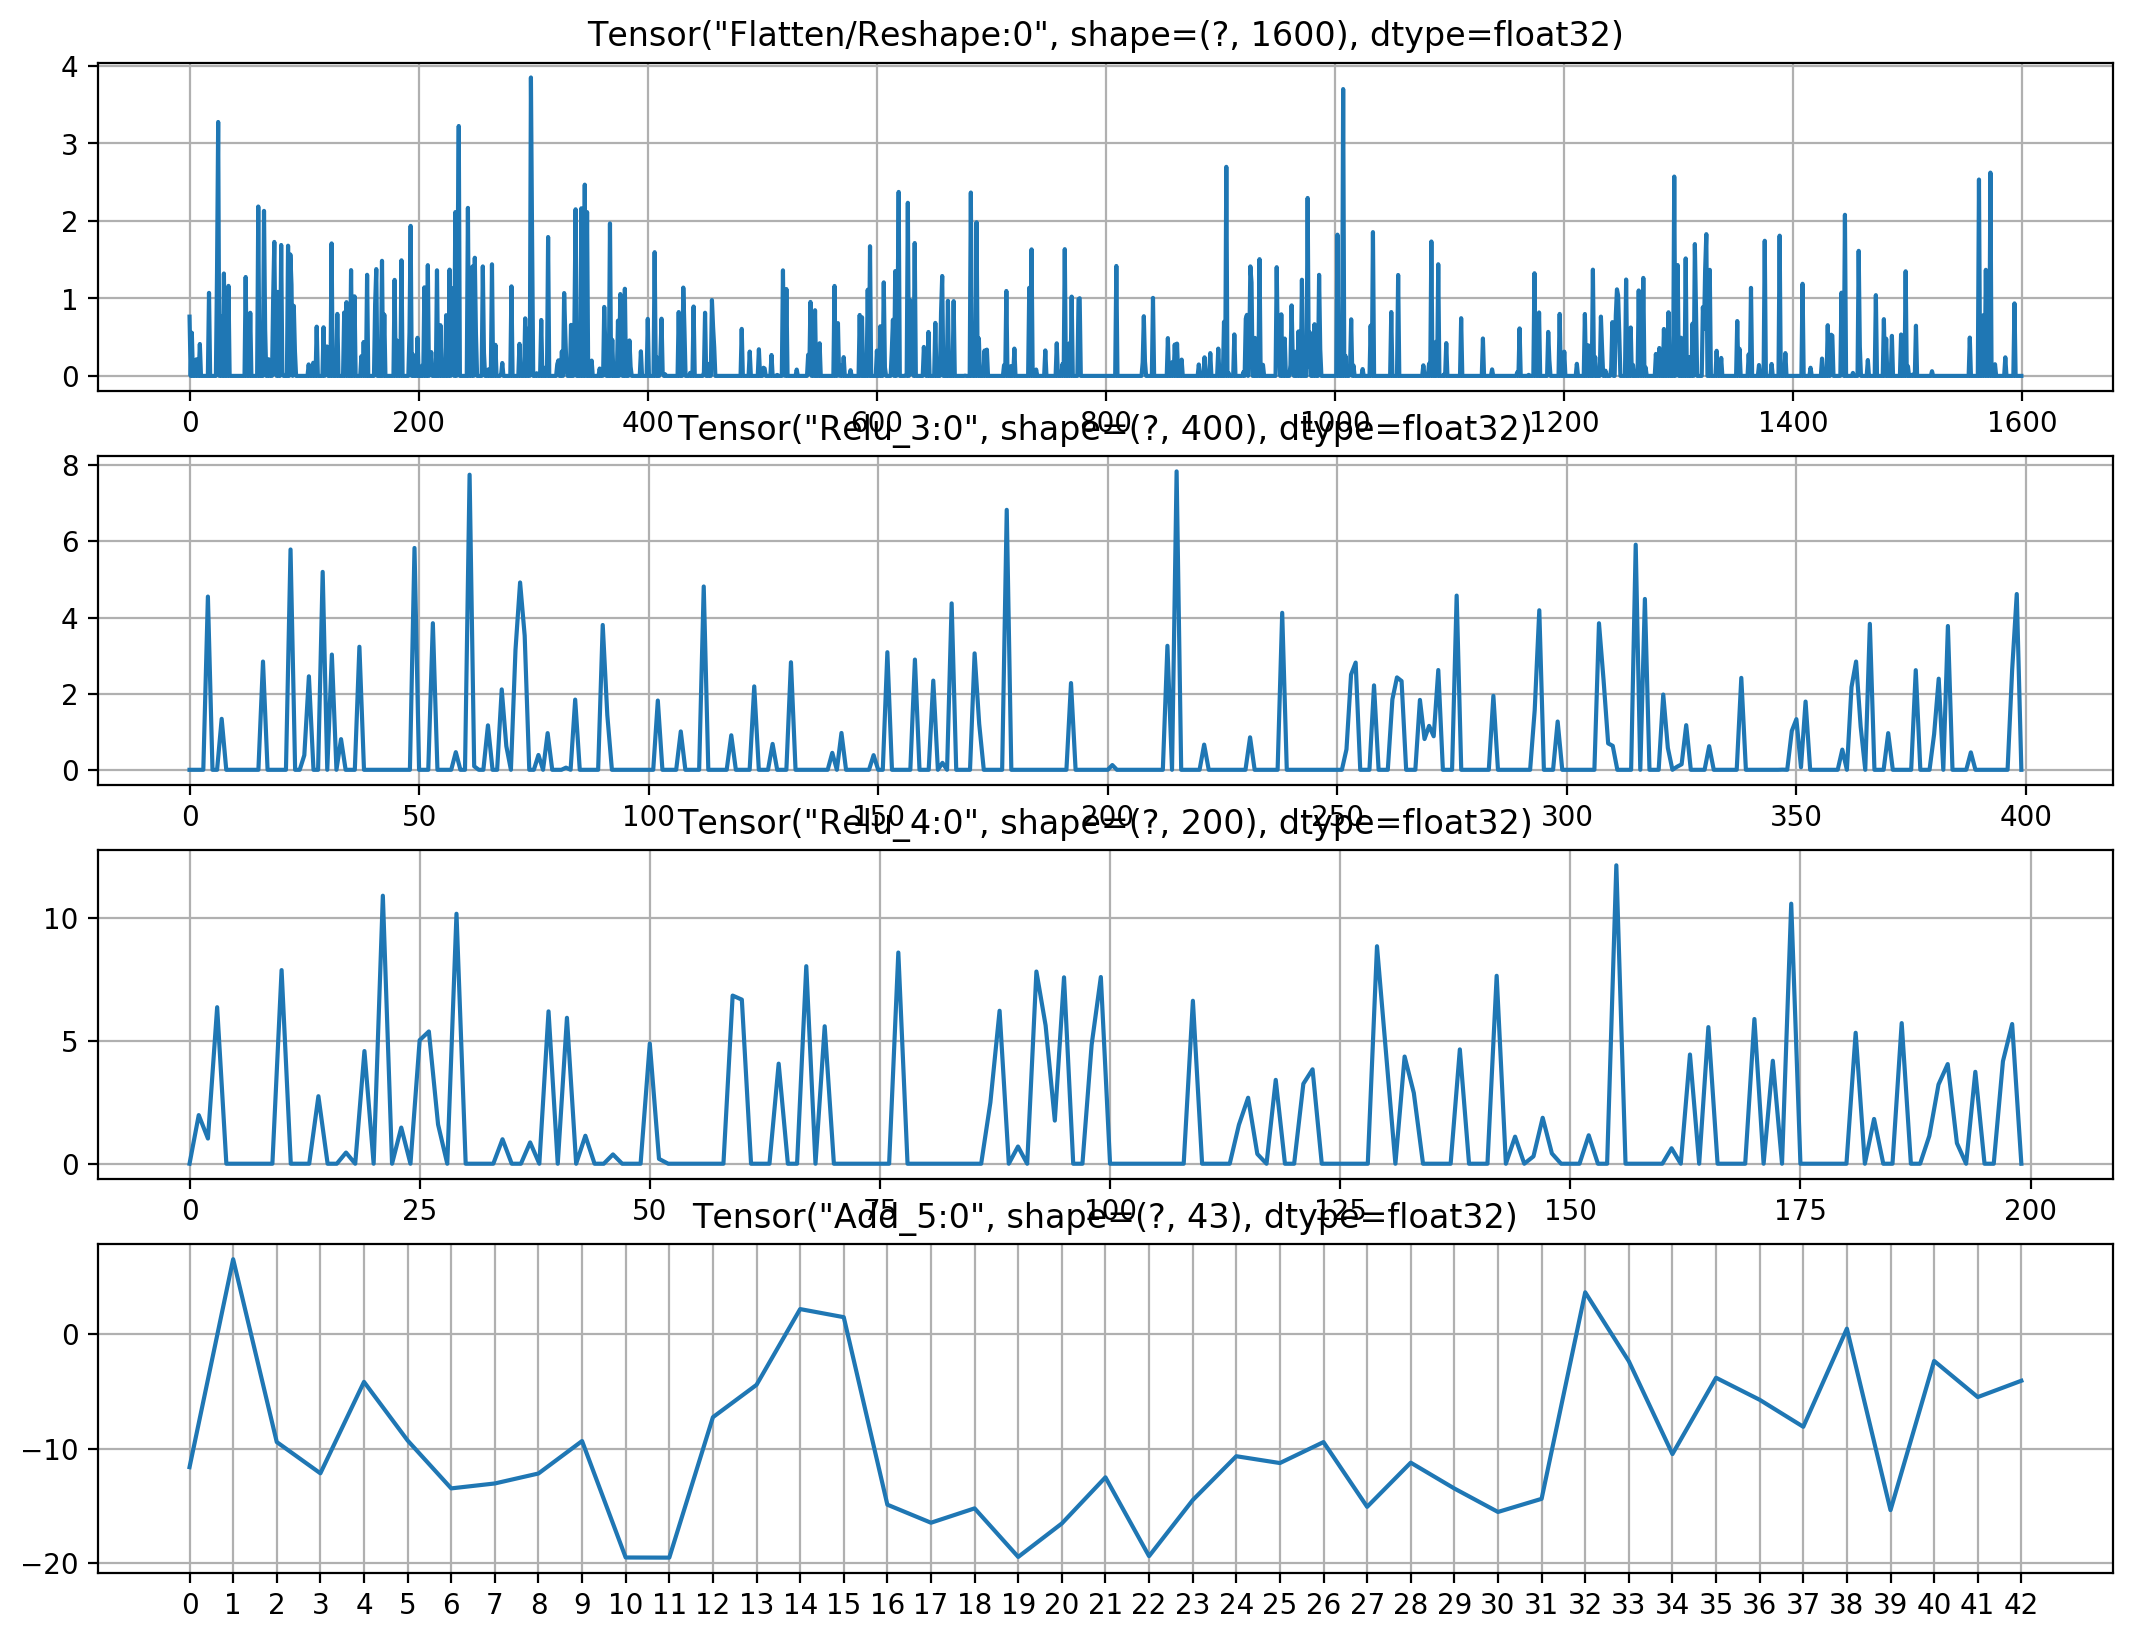 Tensor("Flatten/Reshape:0", shape=(?, 1600), dtype=float32)
4
3
2
1
0
0 200 400 600 800 1000 1200 1400 1600
Tensor("Relu_3:0", shape=(?, 400), dtype=float32)
8
6
4
2
0
0 50 100 150 200 250 300 350 400
Tensor("Relu_4:0", shape=(?, 200), dtype=float32)
10
5
0
0 25 50 75 100 125 150 175 200
Tensor("Add_5:0", shape=(?, 43), dtype=float32)
0
−10
−20
0 1 2 3 4 5 6 7 8 9 10 11 12 13 14 15 16 17 18 19 20 21 22 23 24 25 26 27 28 29 30 31 32 33 34 35 36 37 38 39 40 41 42